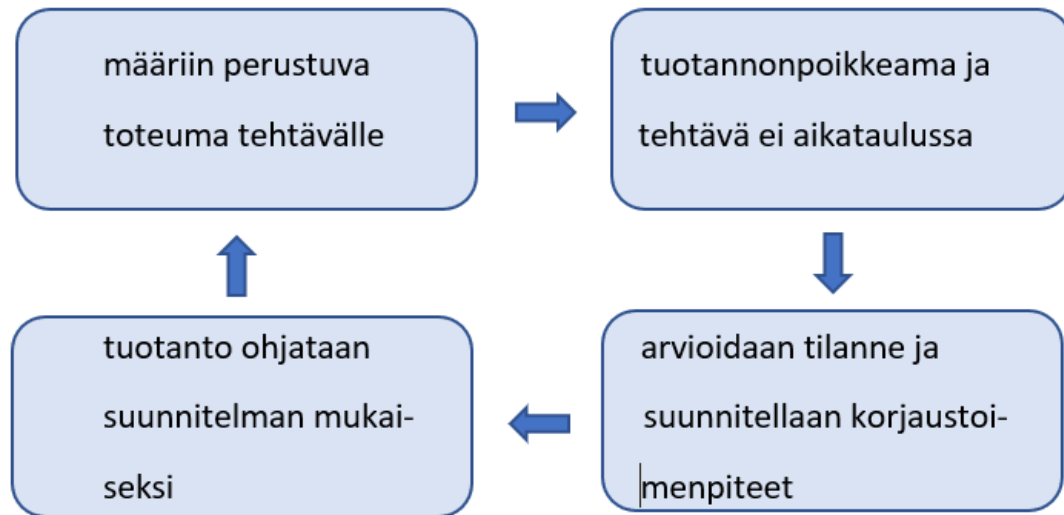 määriin perustuva
toteuma tehtävälle
tuotannonpoikkeama ja
tehtävä ei aikataulussa
arvioidaan tilanne ja
suunnitellaan korjaustoi-
menpiteet
tuotanto ohjataan
suunnitelman mukai-
seksi